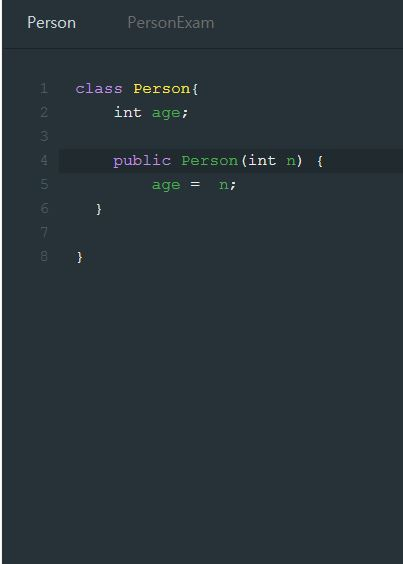 Person PersonExam
1 class Person{
2 int age;
3
4 public Person(int n) {
5 age =  n;
6 }
7
8 }